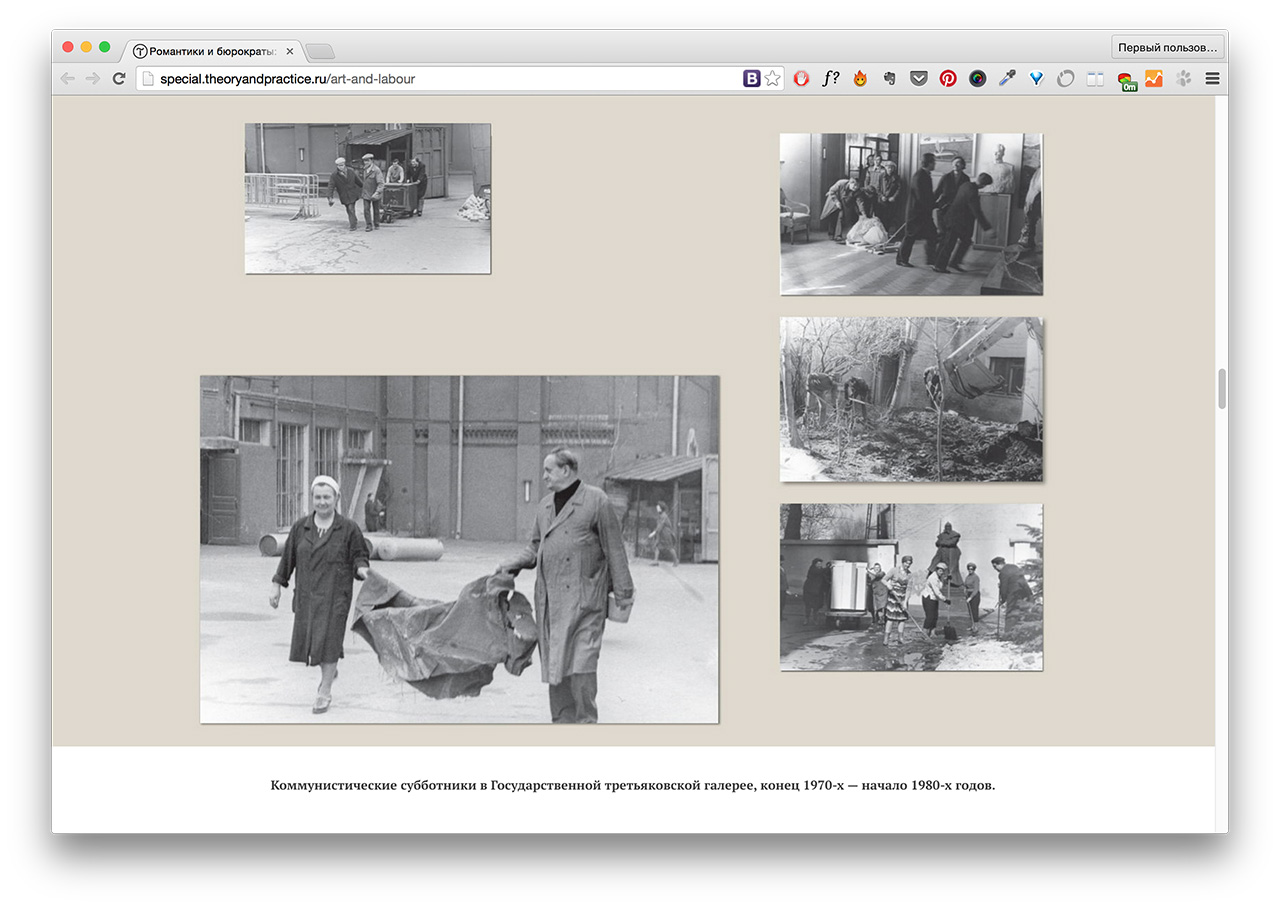 Романтики и бюрократы:
Первый пользов...
special.theoryandpractice.ru/art-and-labour
B
f?
0m
Коммунистические субботники в Государственной третьяковской галерее, конец 1970-х — начало 1980-х годов.